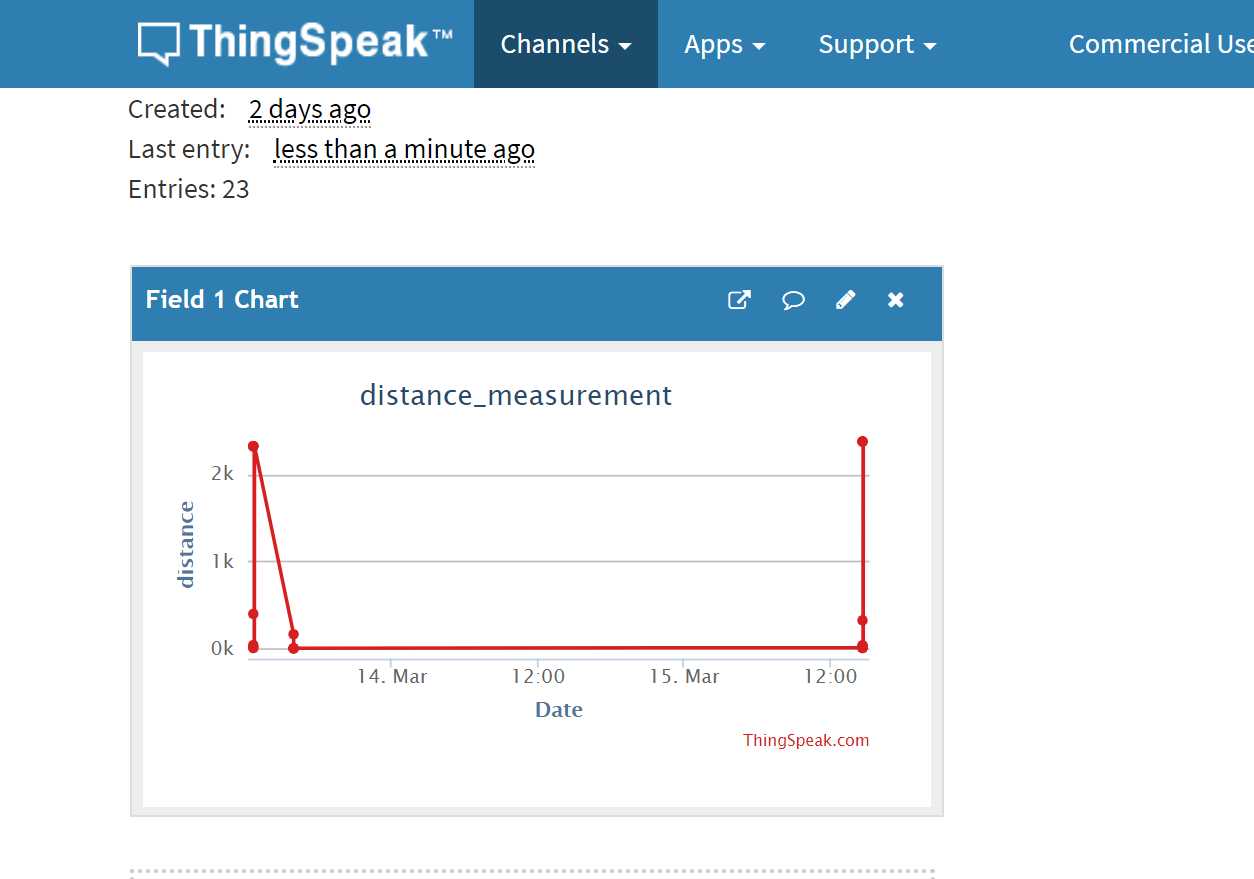 ThingSpeak™ Channels Apps Support Commercial Use
Created: 2 days ago
Last entry: less than a minute ago
Entries: 23
Field 1 Chart
distance_measurement
2k
1k
0k
distance
14. Mar 12:00 15. Mar 12:00
Date
ThingSpeak.com